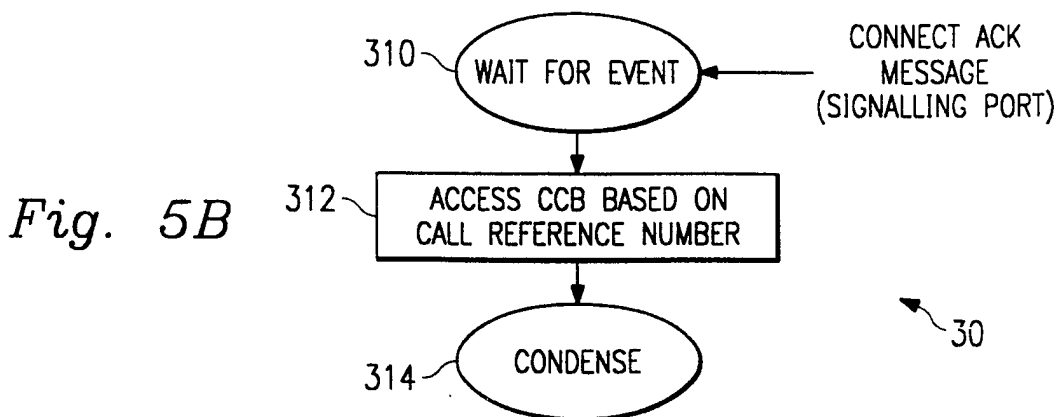 310
WAIT FOR EVENT
CONNECT ACK
MESSAGE
(SIGNALLING PORT)
Fig. 5B
312
ACCESS CCB BASED ON
CALL REFERENCE NUMBER
314
CONDENSE
30